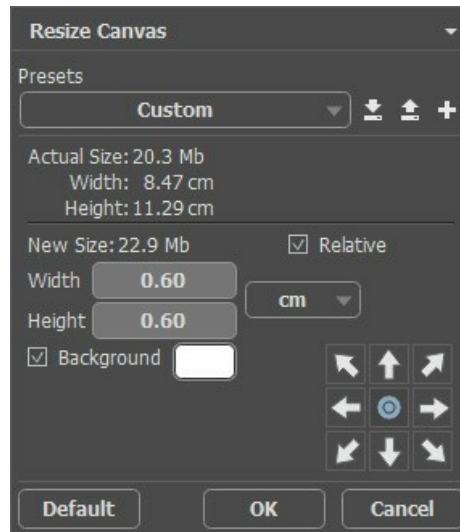 Resize Canvas
Presets
Custom
Actual Size: 20.3 Mb
Width: 8.47 cm
Height: 11.29 cm
New Size: 22.9 Mb
Relative
Width 0.60
cm
Height 0.60
Background
Default OK Cancel